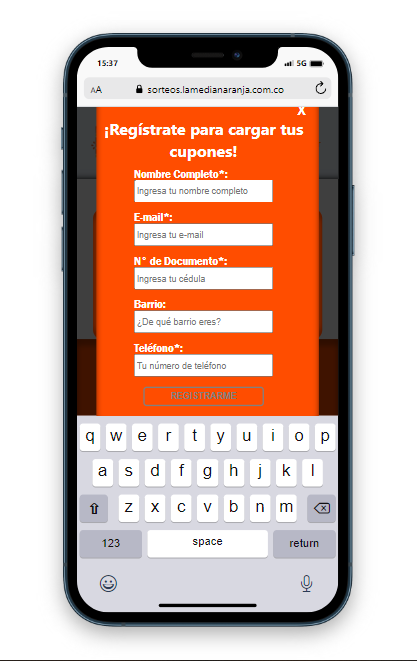 15:37
5G
AA
sorteos.lamedianaranja.com.co
X
¡Regístrate para cargar tus
cupones!
Nombre Completo*:
Ingresa tu nombre completo
E-mail*:
Ingresa tu e-mail
N° de Documento*:
Ingresa tu cédula
Barrio:
¿De qué barrio eres?
Teléfono*:
Tu número de teléfono
REGISTRARME
q w e r t y u i o p
a s d f g h j k l
z x c v b n m
123 space return